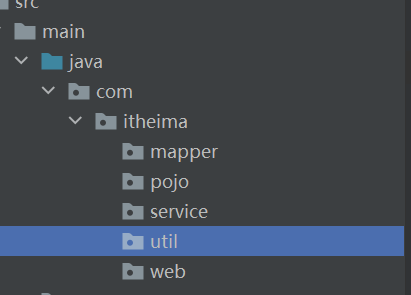 src
main
java
com
itheima
mapper
pojo
service
util
web